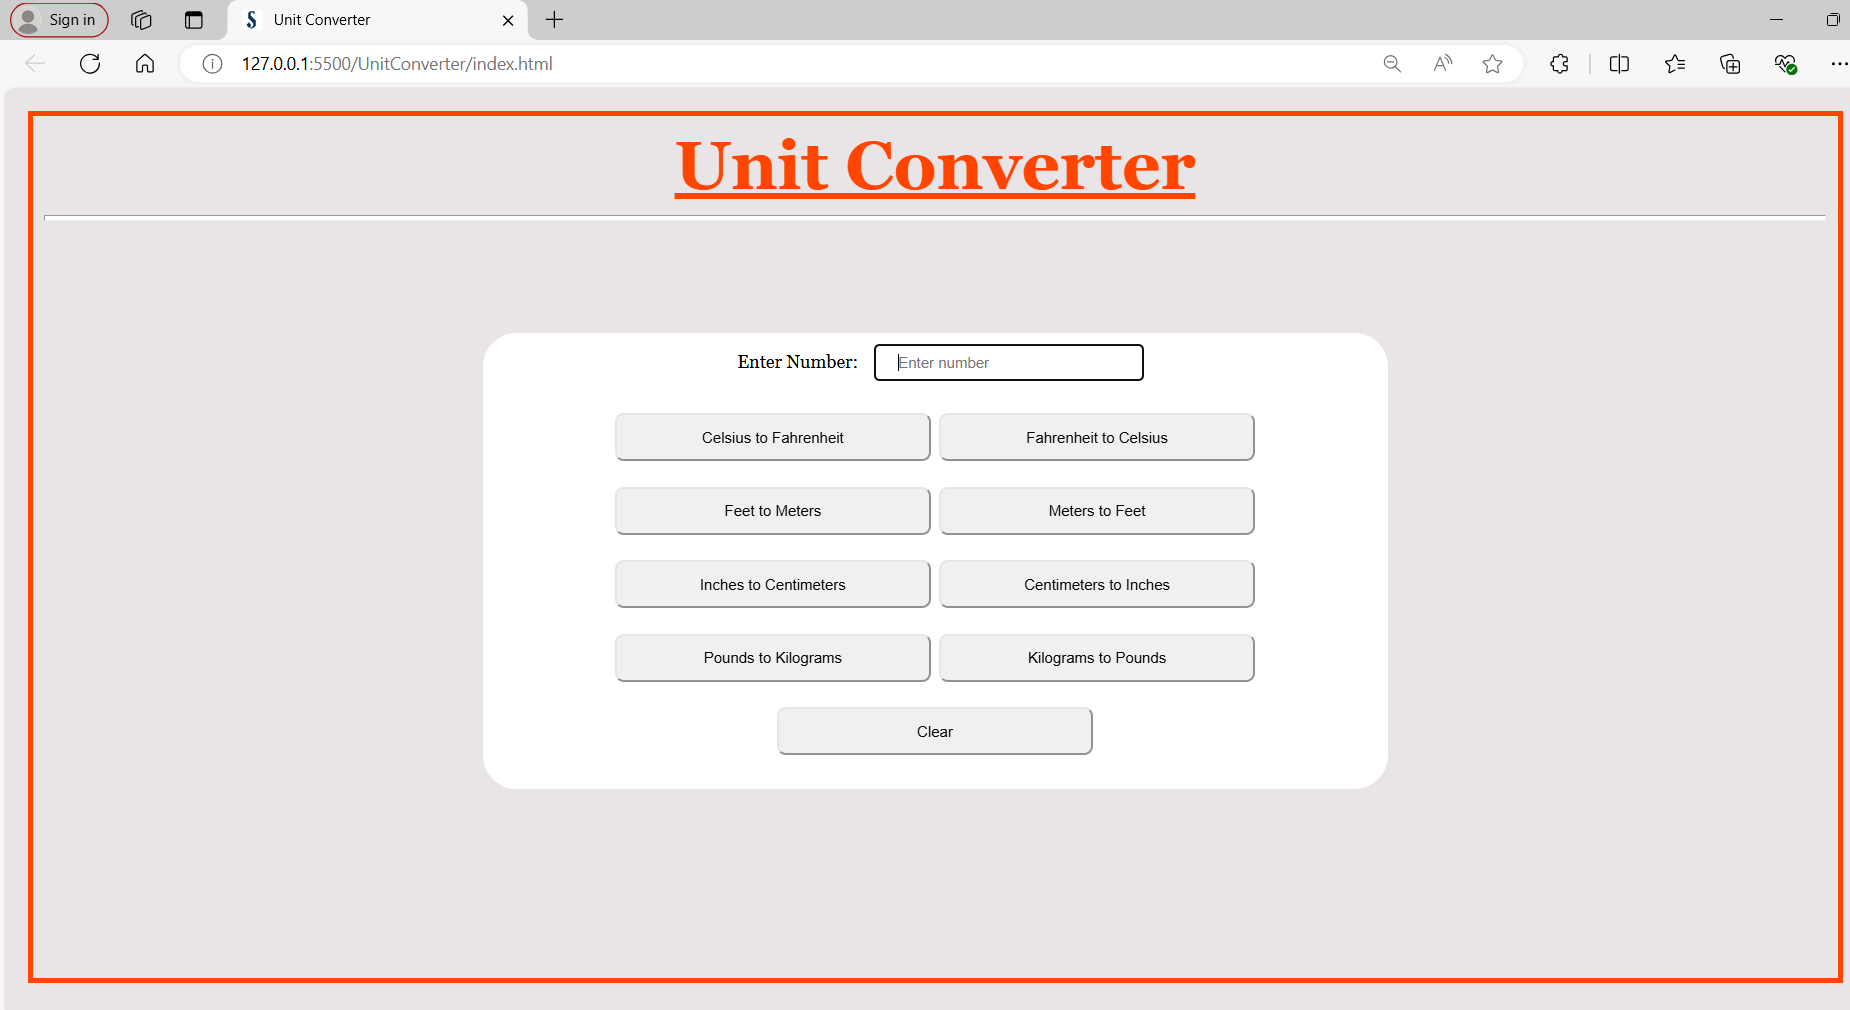 Sign in
Unit Converter
127.0.0.1:5500/UnitConverter/index.html
Unit Converter
Enter Number: Enter number
Celsius to Fahrenheit Fahrenheit to Celsius
Feet to Meters Meters to Feet
Inches to Centimeters Centimeters to Inches
Pounds to Kilograms Kilograms to Pounds
Clear